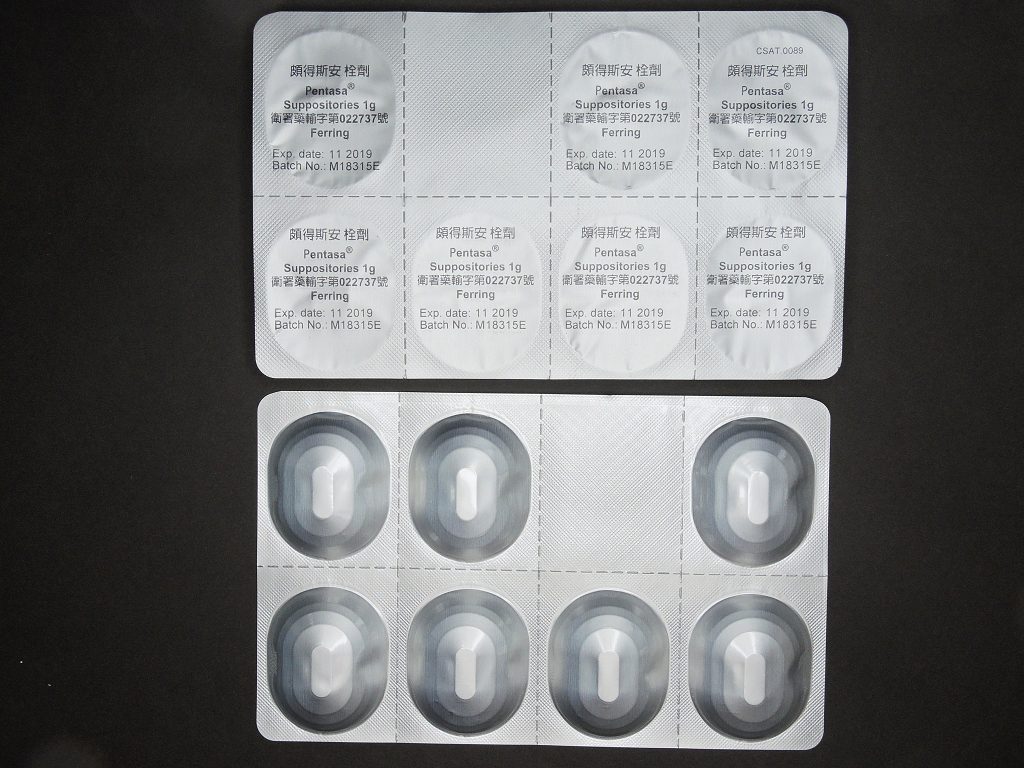 頗得斯安 栓劑
Pentasa®
Suppositories 1g
衛署藥輸字第022737號
Ferring
Exp. date: 11 2019
Batch No.: M18315E
頗得斯安 栓劑
Pentasa®
Suppositories 1g
衛署藥輸字第022737號
Ferring
Exp. date: 11 2019
Batch No.: M18315E
CSAT.0089
頗得斯安 栓劑
Pentasa®
Suppositories 1g
衛署藥輸字第022737號
Ferring
Exp. date: 11 2019
Batch No.: M18315E
頗得斯安 栓劑
Pentasa®
Suppositories 1g
衛署藥輸字第022737號
Ferring
Exp. date: 11 2019
Batch No.: M18315E
頗得斯安 栓劑
Pentasa®
Suppositories 1g
衛署藥輸字第022737號
Ferring
Exp. date: 11 2019
Batch No.: M18315E
頗得斯安 栓劑
Pentasa®
Suppositories 1g
衛署藥輸字第022737號
Ferring
Exp. date: 11 2019
Batch No.: M18315E
頗得斯安 栓劑
Pentasa®
Suppositories 1g
衛署藥輸字第022737號
Ferring
Exp. date: 11 2019
Batch No.: M18315E